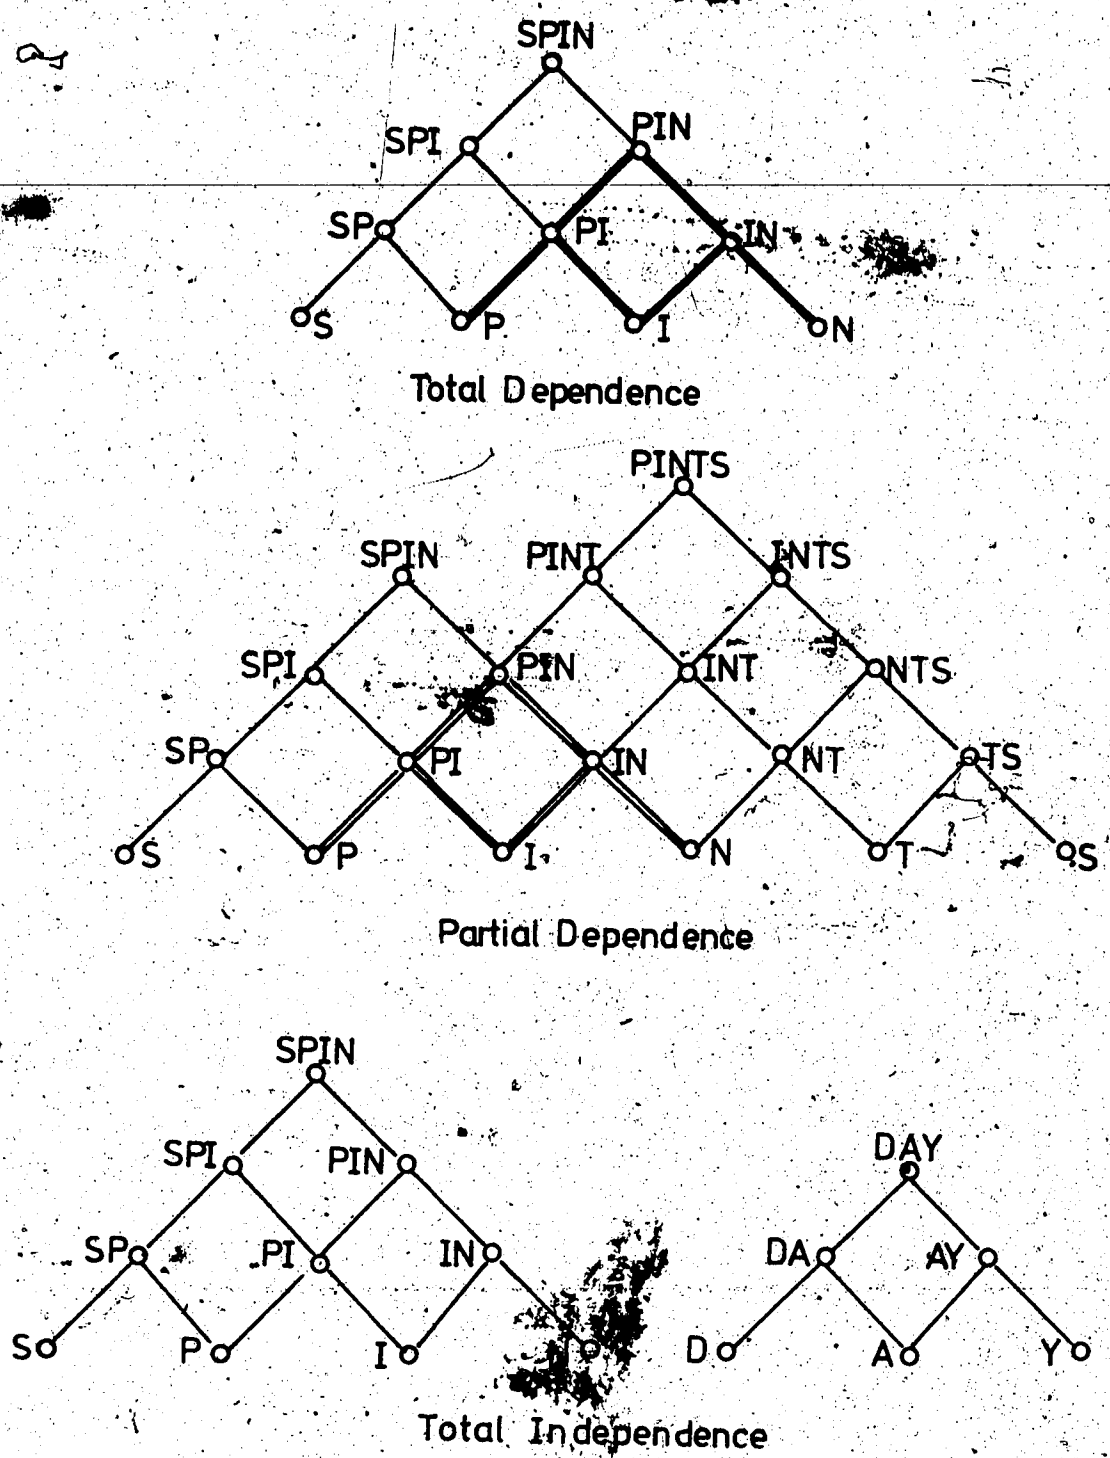 SPIN
SPI PIN
SP PI IN
S P I N
Total Dependence
PINTS
SPIN PINT INTS
SPI PIN INT NTS
SP PI IN NT TS
S P I N T S
Partial Dependence
SPIN
SPI PIN DAY
SP PI IN DA AY
S P I D A Y
Total Independence